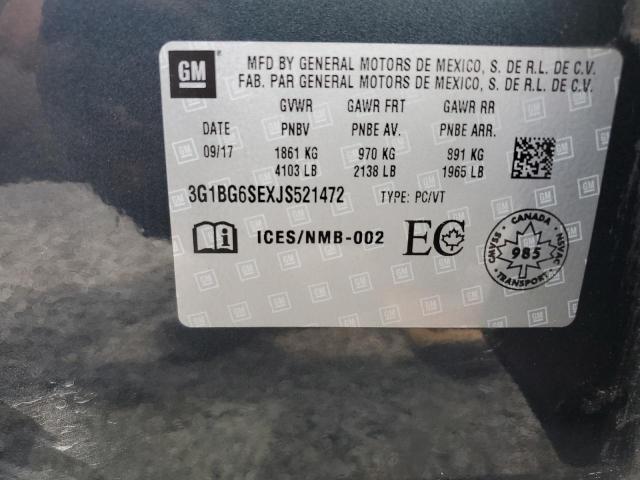 GM
MFD BY GENERAL MOTORS DE MEXICO, S. DE R.L. DE C.V.
FAB. PAR GENERAL MOTORS DE MEXICO, S. DE R.L. DE C.V.
GVWR GAWR FRT GAWR RR
DATE PNBV PNBE AV. PNBE ARR.
09/17 1861 KG 970 KG 891 KG
4103 LB 2138 LB 1965 LB
3G1BG6SEXJS521472 TYPE: PC/VT
i ICES/NMB-002 EC
CANADA
CMVSS 985 NSVAC
TRANSPORT